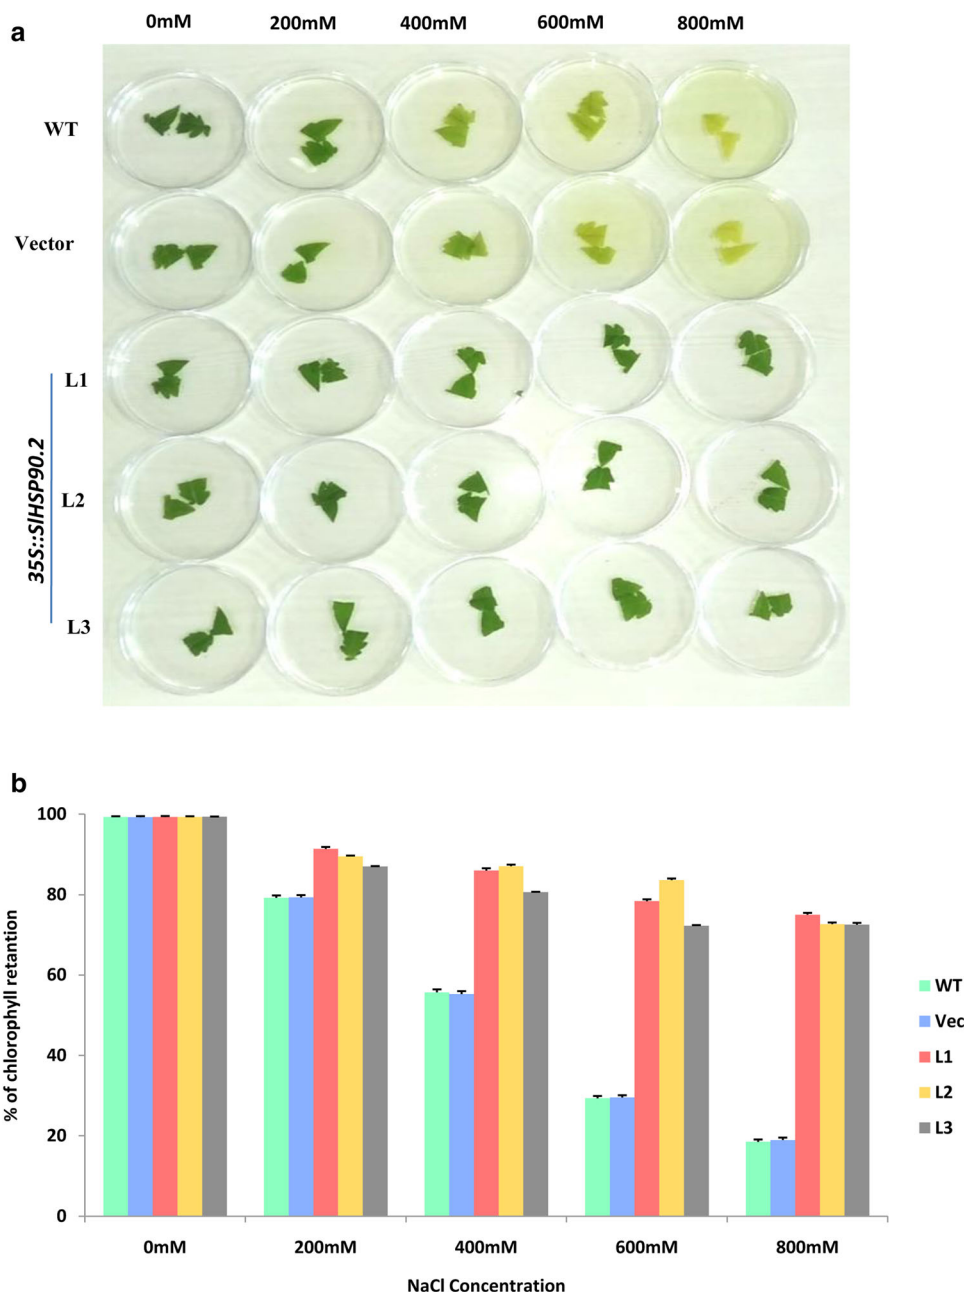 a
0mM 200mM 400mM 600mM 800mM
WT
Vector
L1
L2
L3
35S::SlHSP90.2
b
% of chlorophyll retantion
100
80
60
40
20
0
0mM 200mM 400mM 600mM 800mM
NaCl Concentration
WT
Vec
L1
L2
L3